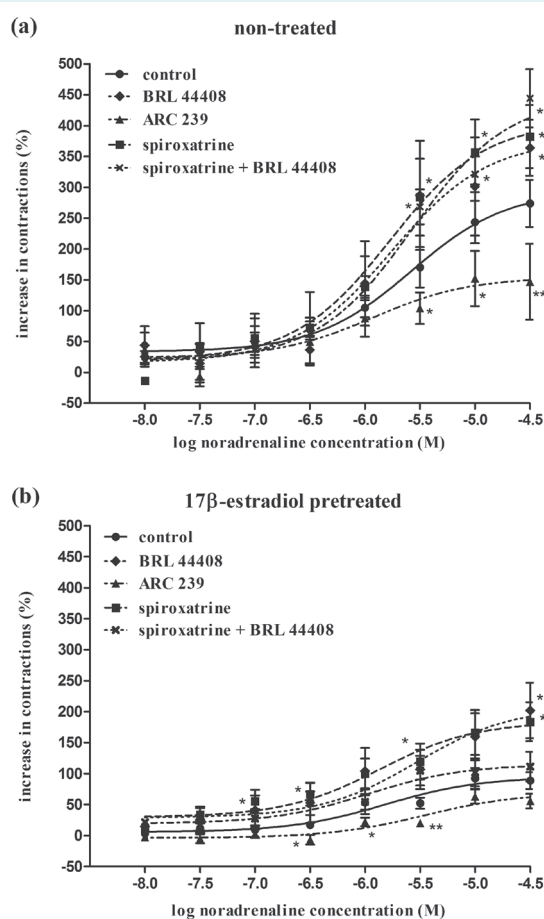 (a)
non-treated
control
BRL 44408
ARC 239
spiroxatrine
spiroxatrine + BRL 44408
increase in contractions (%)
500
450
400
350
300
250
200
150
100
50
0
-50
* * * * * * * * * **
-8.0 -7.5 -7.0 -6.5 -6.0 -5.5 -5.0 -4.5
log noradrenaline concentration (M)
(b)
17β-estradiol pretreated
control
BRL 44408
ARC 239
spiroxatrine
spiroxatrine + BRL 44408
increase in contractions (%)
500
450
400
350
300
250
200
150
100
50
0
-50
* * * * * * * **
-8.0 -7.5 -7.0 -6.5 -6.0 -5.5 -5.0 -4.5
log noradrenaline concentration (M)